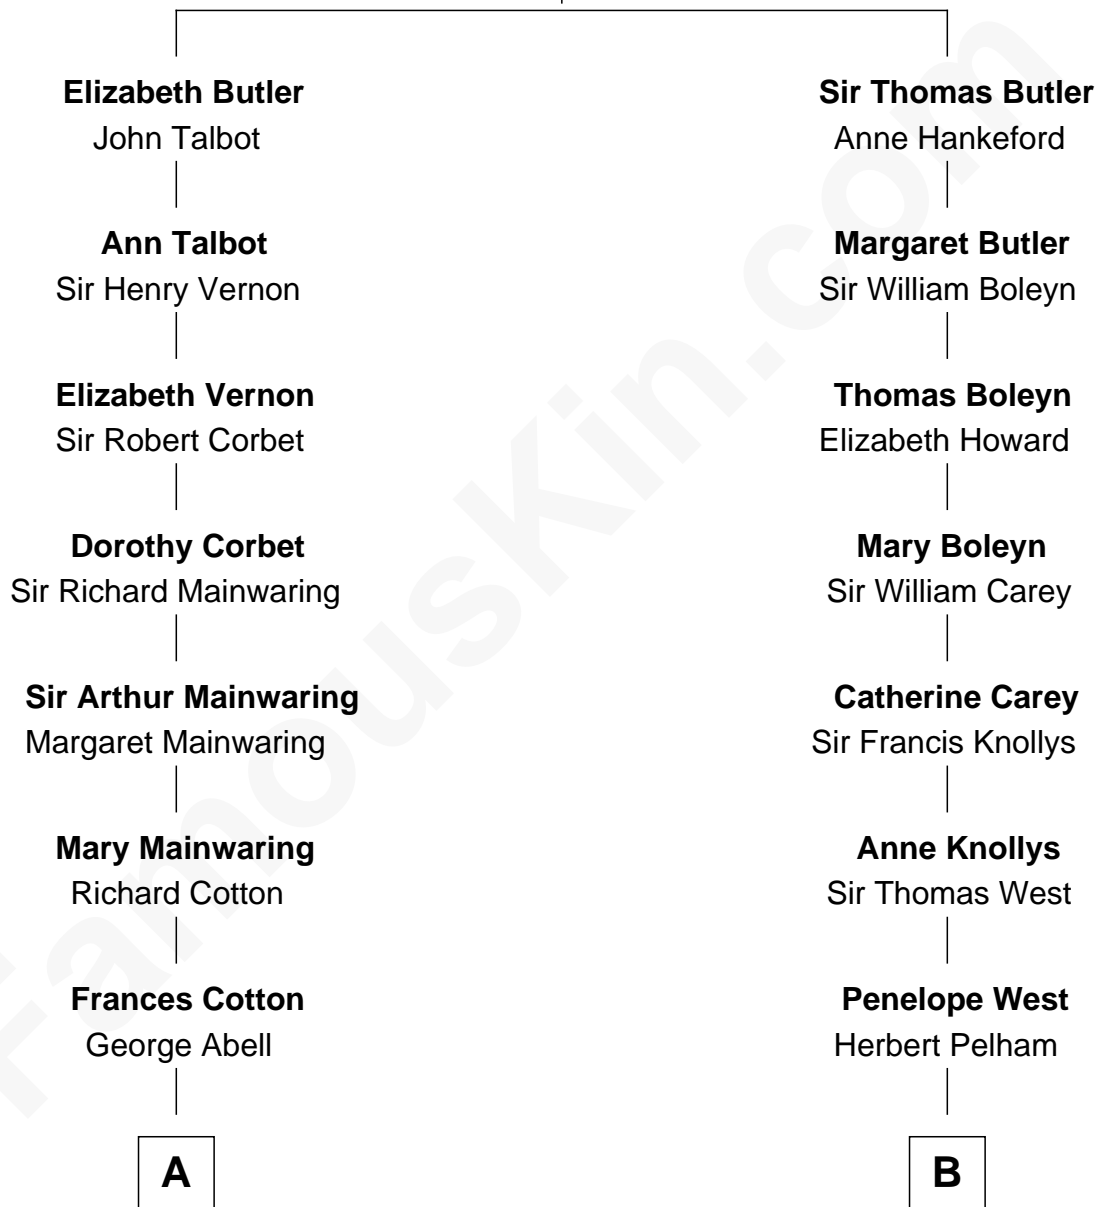 Elizabeth Butler
John Talbot
Ann Talbot
Sir Henry Vernon
Elizabeth Vernon
Sir Robert Corbet
Dorothy Corbet
Sir Richard Mainwaring
Sir Arthur Mainwaring
Margaret Mainwaring
Mary Mainwaring
Richard Cotton
Frances Cotton
George Abell
A
Sir Thomas Butler
Anne Hankeford
Margaret Butler
Sir William Boleyn
Thomas Boleyn
Elizabeth Howard
Mary Boleyn
Sir William Carey
Catherine Carey
Sir Francis Knollys
Anne Knollys
Sir Thomas West
Penelope West
Herbert Pelham
B
FamousKin.com